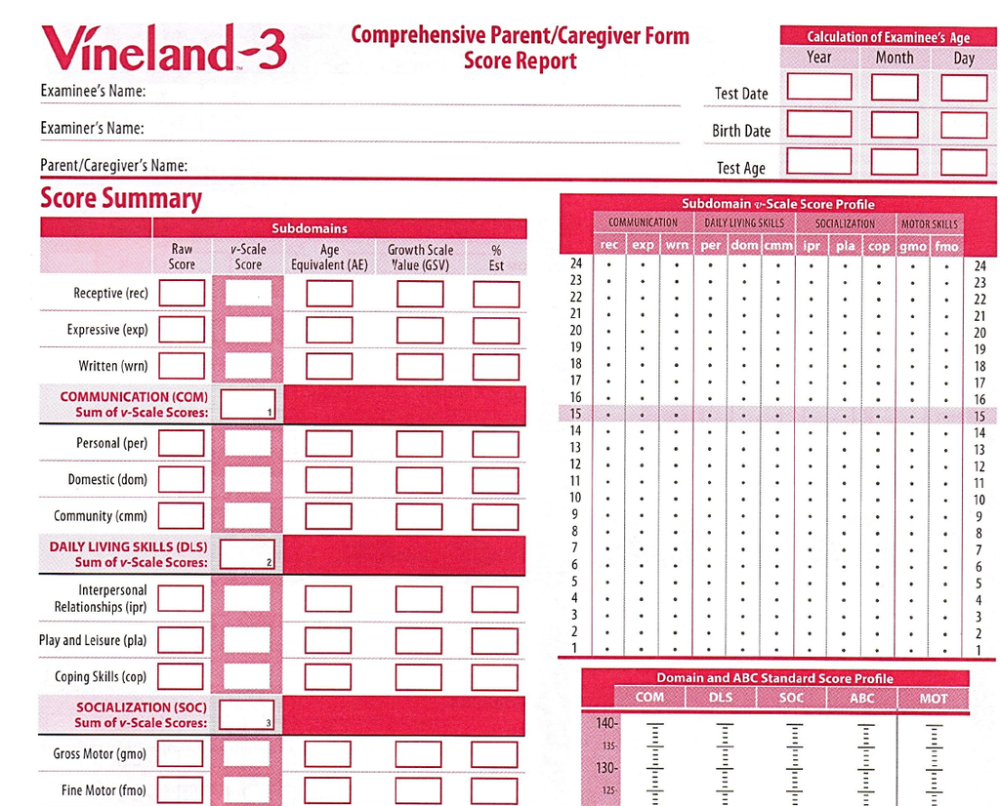 Vineland™-3
Comprehensive Parent/Caregiver Form
Score Report
Calculation of Examinee's Age
Year Month Day
Examinee's Name:
Test Date
Examiner's Name:
Birth Date
Parent/Caregiver's Name:
Test Age
Score Summary
Subdomains
Raw Score
v-Scale Score
Age Equivalent (AE)
Growth Scale Value (GSV)
% Est
Receptive (rec)
Expressive (exp)
Written (wrn)
COMMUNICATION (COM)
Sum of v-Scale Scores: 1
Personal (per)
Domestic (dom)
Community (cmm)
DAILY LIVING SKILLS (DLS)
Sum of v-Scale Scores: 2
Interpersonal
Relationships (ipr)
Play and Leisure (pla)
Coping Skills (cop)
SOCIALIZATION (SOC)
Sum of v-Scale Scores: 3
Gross Motor (gmo)
Fine Motor (fmo)
Subdomain v-Scale Score Profile
COMMUNICATION DAILY LIVING SKILLS SOCIALIZATION MOTOR SKILLS
rec exp wrn per dom cmm ipr pla cop gmo fmo
24 24
23 23
22 22
21 21
20 20
19 19
18 18
17 17
16 16
15 15
14 14
13 13
12 12
11 11
10 10
9 9
8 8
7 7
6 6
5 5
4 4
3 3
2 2
1 1
Domain and ABC Standard Score Profile
COM DLS SOC ABC MOT
140-
135-
130-
125-